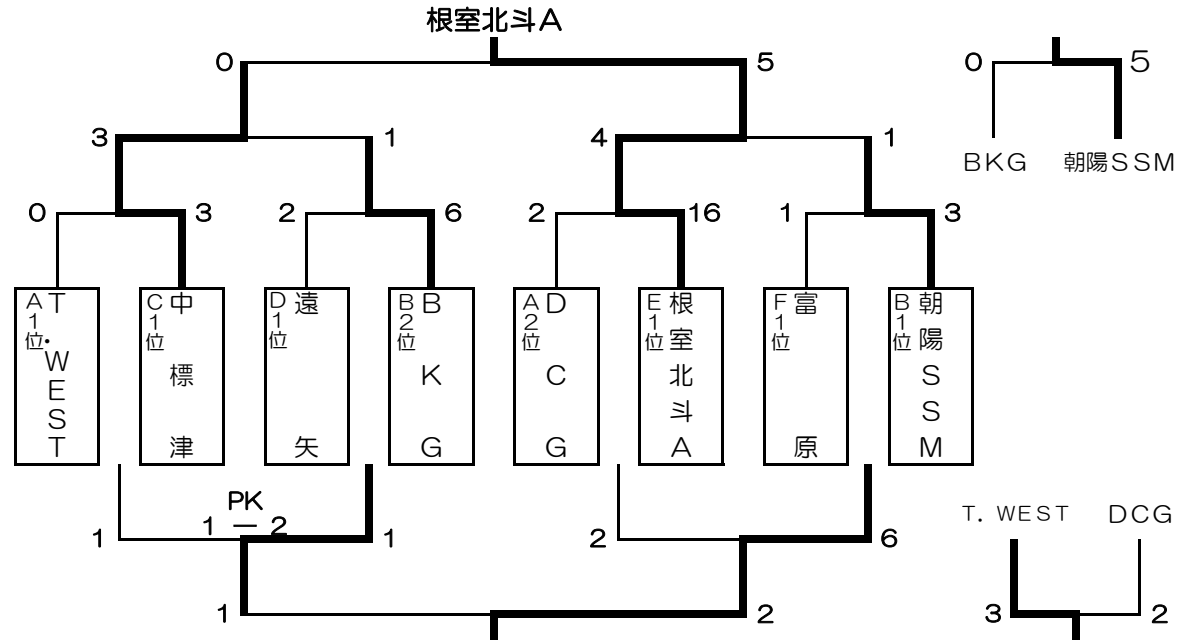 根室北斗A
0 5 0 5
3 1 4 1
BKG 朝陽SSM
0 3 2 6 2 16 1 3
A1位 T.WEST
C1位 中標津
D1位 遠矢
B2位 BKG
A2位 DCG
E1位 根室北斗A
F1位 富原
B1位 朝陽SSM
PK
1－2
T. WEST DCG
1 1 2 6
1 2 3 2